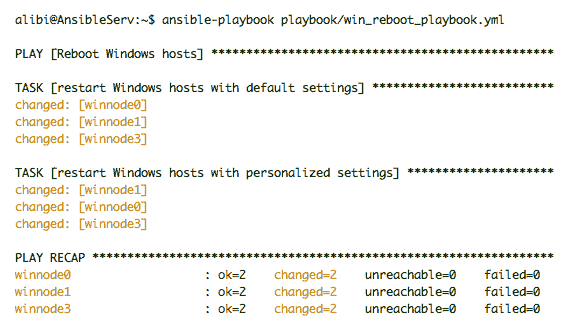 alibi@AnsibleServ:~$ ansible-playbook playbook/win_reboot_playbook.yml
PLAY [Reboot Windows hosts] *************************************************
TASK [restart Windows hosts with default settings] **************************
changed: [winnode0]
changed: [winnode1]
changed: [winnode3]
TASK [restart Windows hosts with personalized settings] *********************
changed: [winnode1]
changed: [winnode0]
changed: [winnode3]
PLAY RECAP ******************************************************************
winnode0 : ok=2 changed=2 unreachable=0 failed=0
winnode1 : ok=2 changed=2 unreachable=0 failed=0
winnode3 : ok=2 changed=2 unreachable=0 failed=0